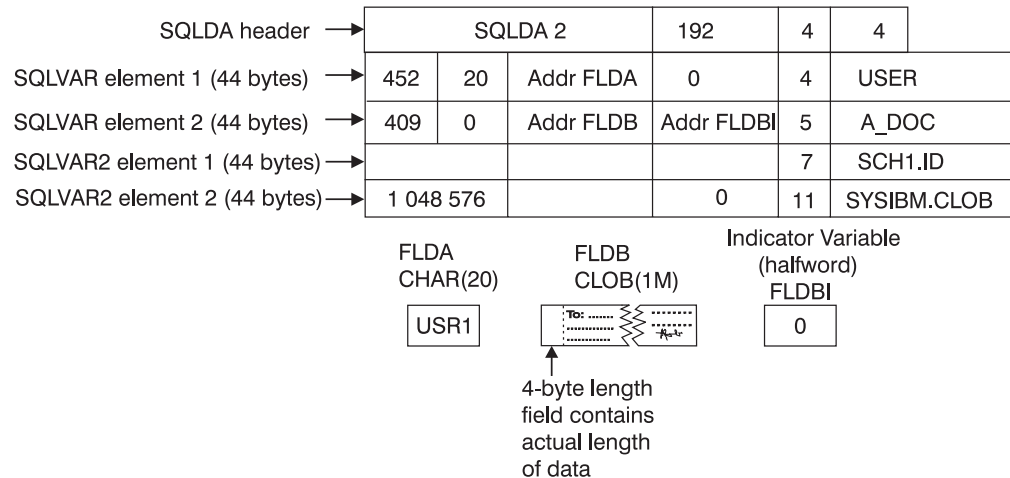 SQLDA header SQLDA 2 192 4 4
SQLVAR element 1 (44 bytes) 452 20 Addr FLDA 0 4 USER
SQLVAR element 2 (44 bytes) 409 0 Addr FLDB Addr FLDBI 5 A_DOC
SQLVAR2 element 1 (44 bytes) 7 SCH1.ID
SQLVAR2 element 2 (44 bytes) 1 048 576 0 11 SYSIBM.CLOB
FLDA
CHAR(20)
USR1
FLDB
CLOB(1M)
To:
Indicator Variable
(halfword)
FLDBI
0
4-byte length
field contains
actual length
of data